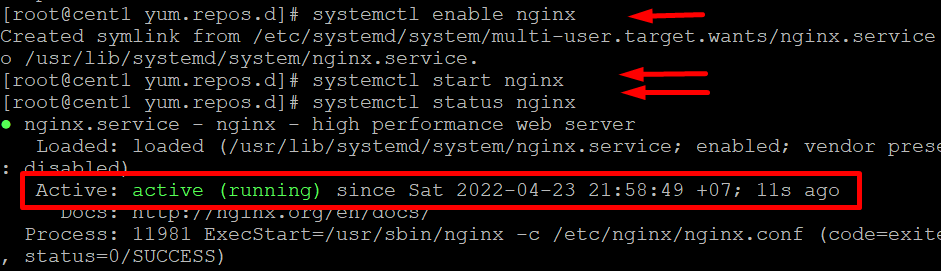 [root@cent1 yum.repos.d]# systemctl enable nginx
Created symlink from /etc/systemd/system/multi-user.target.wants/nginx.service
o /usr/lib/systemd/system/nginx.service.
[root@cent1 yum.repos.d]# systemctl start nginx
[root@cent1 yum.repos.d]# systemctl status nginx
● nginx.service - nginx - high performance web server
Loaded: loaded (/usr/lib/systemd/system/nginx.service; enabled; vendor prese
: disabled)
Active: active (running) since Sat 2022-04-23 21:58:49 +07; 11s ago
Docs: http://nginx.org/en/docs/
Process: 11981 ExecStart=/usr/sbin/nginx -c /etc/nginx/nginx.conf (code=exite
, status=0/SUCCESS)